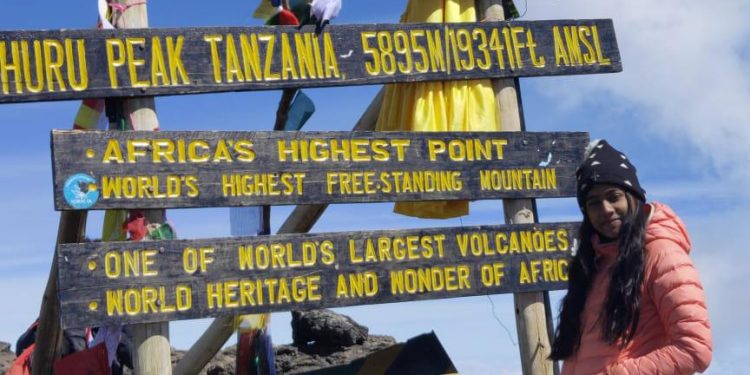 HURU PEAK TANZANIA, 5895M/19341FT AMSL
• AFRICA'S HIGHEST POINT
• WORLD'S HIGHEST FREE-STANDING MOUNTAIN
• ONE OF WORLD'S LARGEST VOLCANOES
• WORLD HERITAGE AND WONDER OF AFRIC